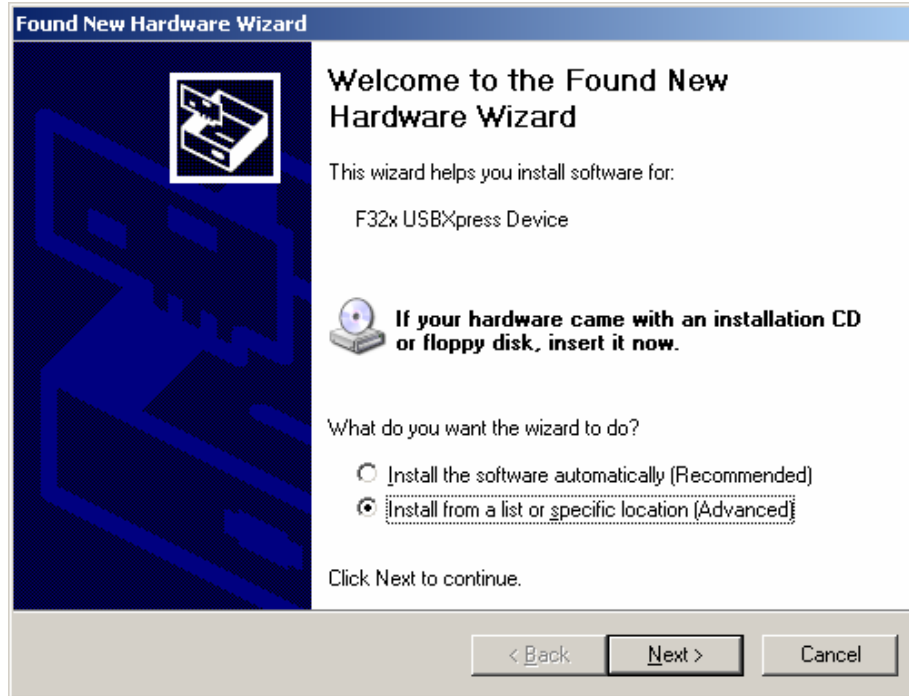 Found New Hardware Wizard
Welcome to the Found New
Hardware Wizard
This wizard helps you install software for:
F32x USBXpress Device
If your hardware came with an installation CD
or floppy disk, insert it now.
What do you want the wizard to do?
Install the software automatically (Recommended)
Install from a list or specific location (Advanced)
Click Next to continue.
< Back
Next >
Cancel